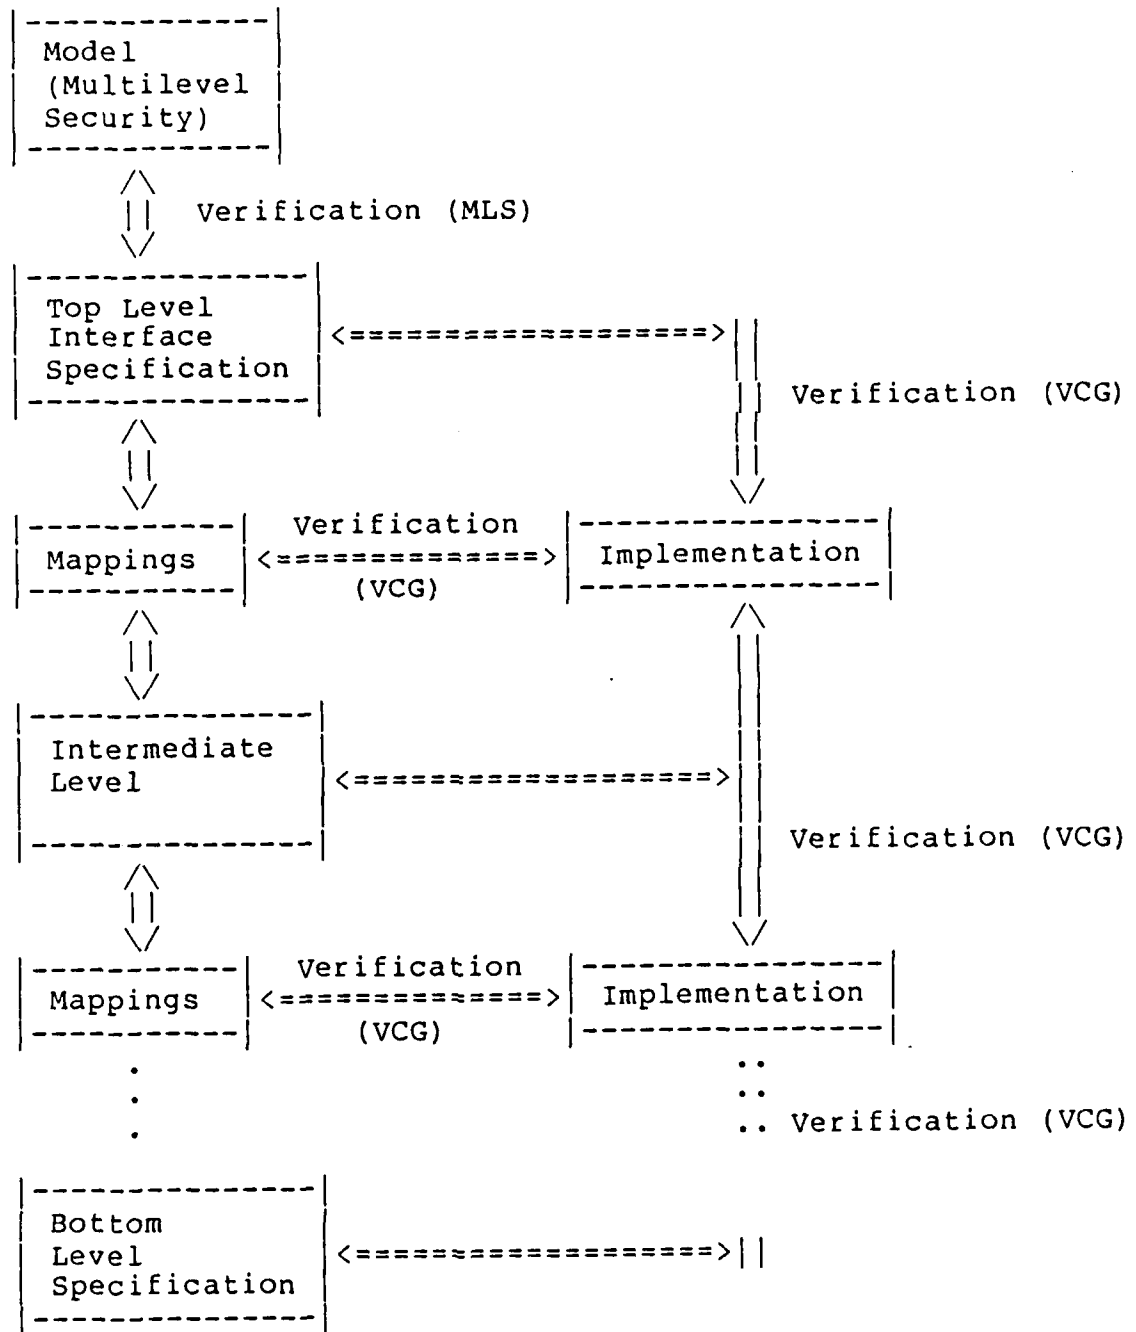 Model
(Multilevel
Security)
Verification (MLS)
Top Level
Interface
Specification
Verification (VCG)
Verification
Mappings
Implementation
(VCG)
Intermediate
Level
Verification (VCG)
Verification
Mappings
Implementation
(VCG)
Verification (VCG)
Bottom
Level
Specification